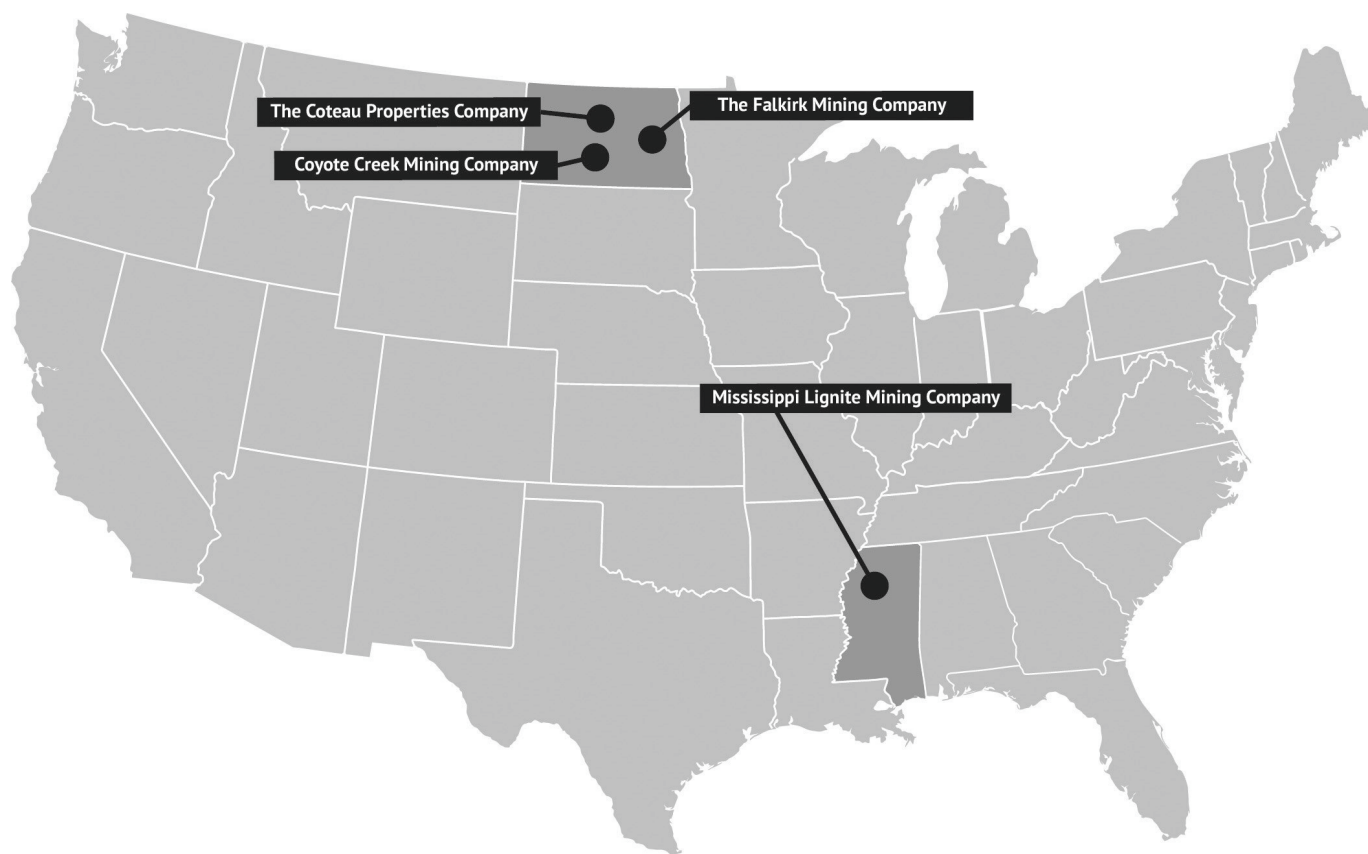 The Falkirk Mining Company
The Coteau Properties Company
Coyote Creek Mining Company
Mississippi Lignite Mining Company